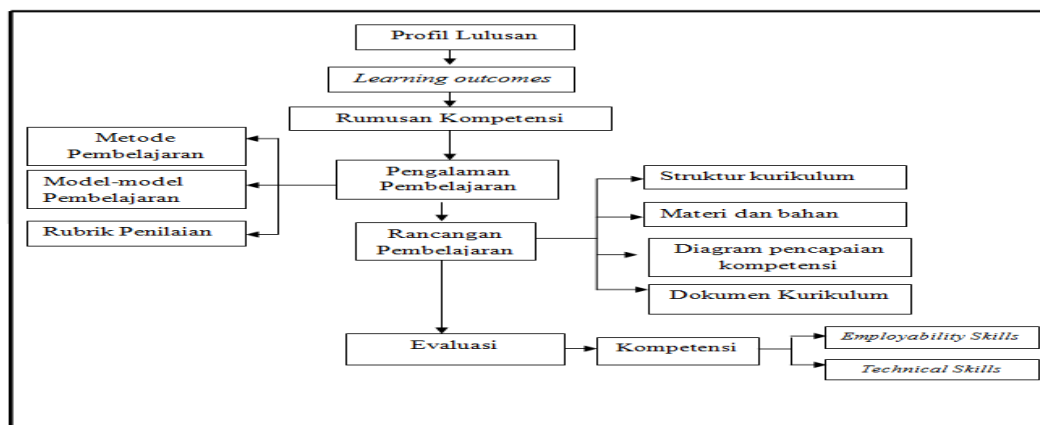 Profil Lulusan
Learning outcomes
Rumusan Kompetensi
Metode
Pembelajaran
Model-model
Pembelajaran
Rubrik Penilaian
Pengalaman
Pembelajaran
Rancangan
Pembelajaran
Struktur kurikulum
Materi dan bahan
Diagram pencapaian
kompetensi
Dokumen Kurikulum
Evaluasi
Kompetensi
Employability Skills
Technical Skills